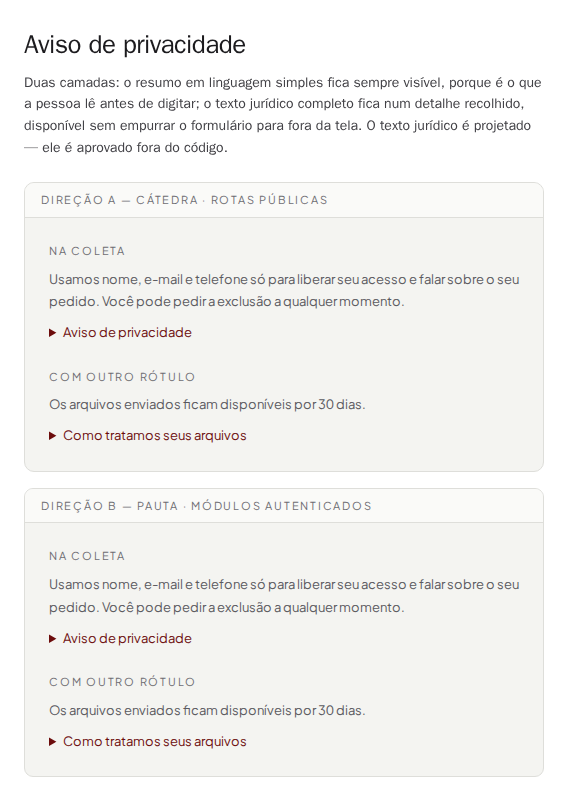 Aviso de privacidade
Duas camadas: o resumo em linguagem simples fica sempre visível, porque é o que
a pessoa lê antes de digitar; o texto jurídico completo fica num detalhe recolhido,
disponível sem empurrar o formulário para fora da tela. O texto jurídico é projetado
— ele é aprovado fora do código.
DIREÇÃO A — CÁTEDRA · ROTAS PÚBLICAS
NA COLETA
Usamos nome, e-mail e telefone só para liberar seu acesso e falar sobre o seu
pedido. Você pode pedir a exclusão a qualquer momento.
▶ Aviso de privacidade
COM OUTRO RÓTULO
Os arquivos enviados ficam disponíveis por 30 dias.
▶ Como tratamos seus arquivos
DIREÇÃO B — PAUTA · MÓDULOS AUTENTICADOS
NA COLETA
Usamos nome, e-mail e telefone só para liberar seu acesso e falar sobre o seu
pedido. Você pode pedir a exclusão a qualquer momento.
▶ Aviso de privacidade
COM OUTRO RÓTULO
Os arquivos enviados ficam disponíveis por 30 dias.
▶ Como tratamos seus arquivos